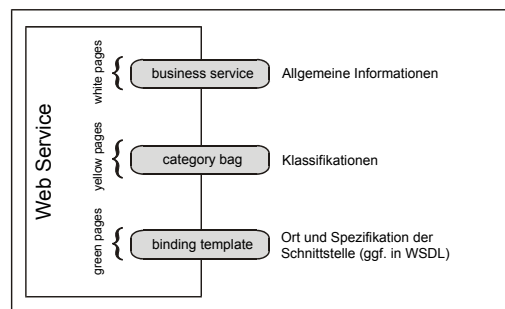 Web Service
white pages
business service
Allgemeine Informationen
yellow pages
category bag
Klassifikationen
green pages
binding template
Ort und Spezifikation der
Schnittstelle (ggf. in WSDL)